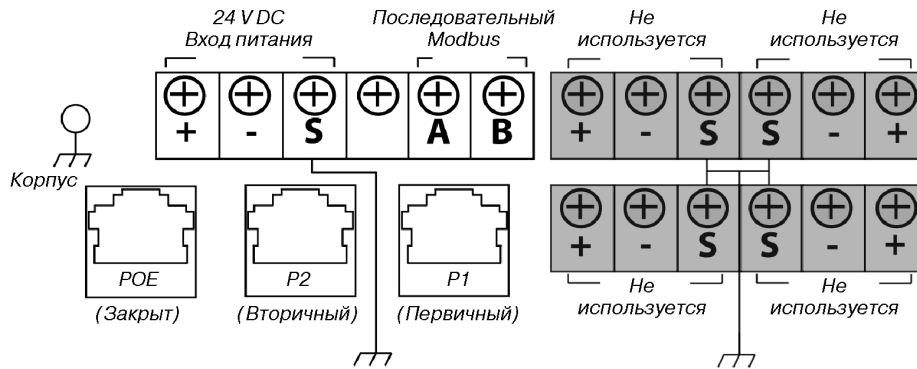 24 V DC
Вход питания
Последовательный
Modbus
Не
используется
Не
используется
+ - S A B
+ - S S - +
Корпус
+ - S S - +
POE
P2
P1
(Закрыт)
(Вторичный)
(Первичный)
Не
используется
Не
используется